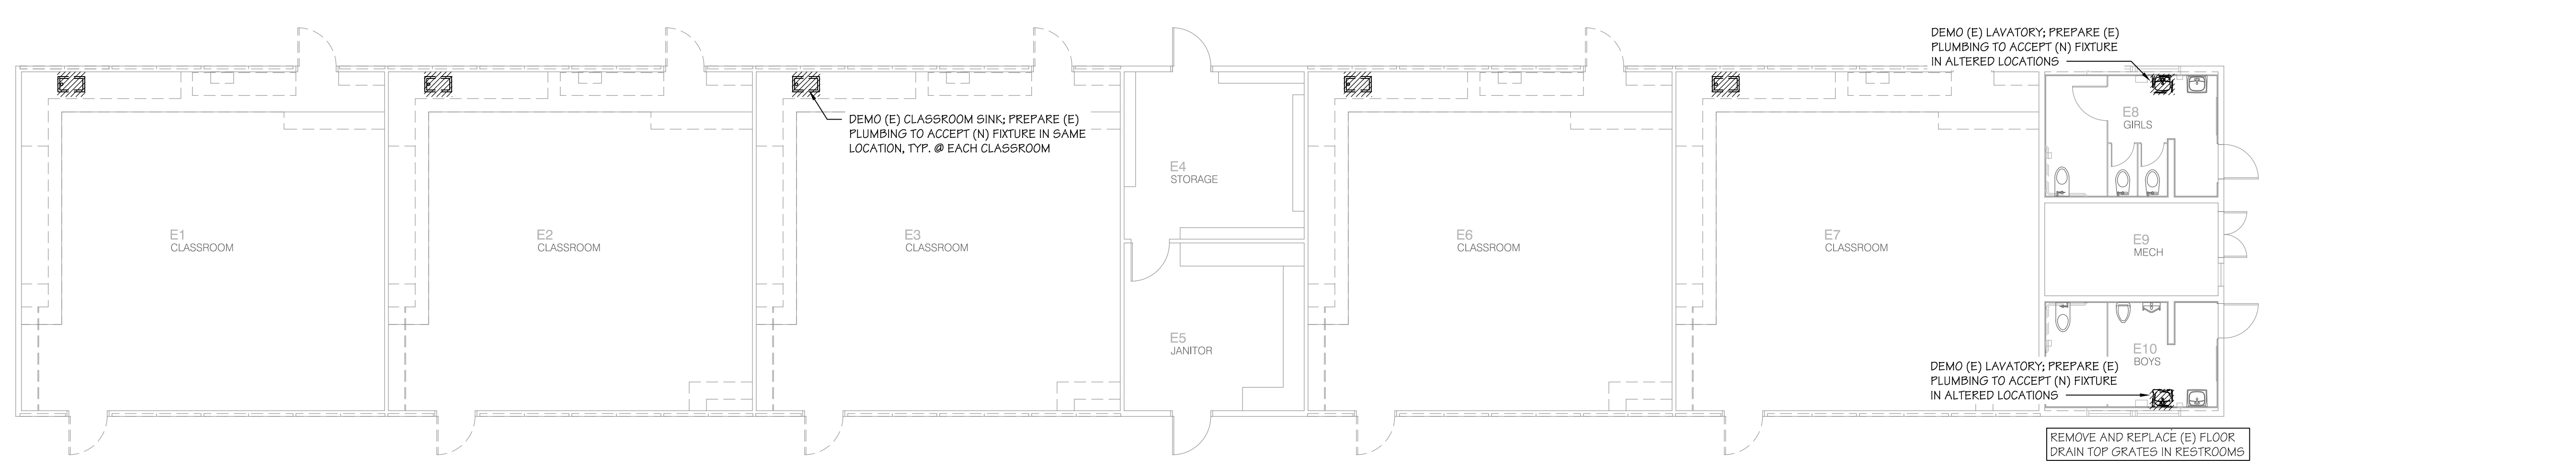 DEMO (E) LAVATORY; PREPARE (E)
PLUMBING TO ACCEPT (N) FIXTURE
IN ALTERED LOCATIONS
DEMO (E) CLASSROOM SINK; PREPARE (E)
PLUMBING TO ACCEPT (N) FIXTURE IN SAME
LOCATION, TYP. @ EACH CLASSROOM
E1
CLASSROOM
E2
CLASSROOM
E3
CLASSROOM
E4
STORAGE
E5
JANITOR
E6
CLASSROOM
E7
CLASSROOM
E8
GIRLS
E9
MECH
E10
BOYS
DEMO (E) LAVATORY; PREPARE (E)
PLUMBING TO ACCEPT (N) FIXTURE
IN ALTERED LOCATIONS
REMOVE AND REPLACE (E) FLOOR
DRAIN TOP GRATES IN RESTROOMS